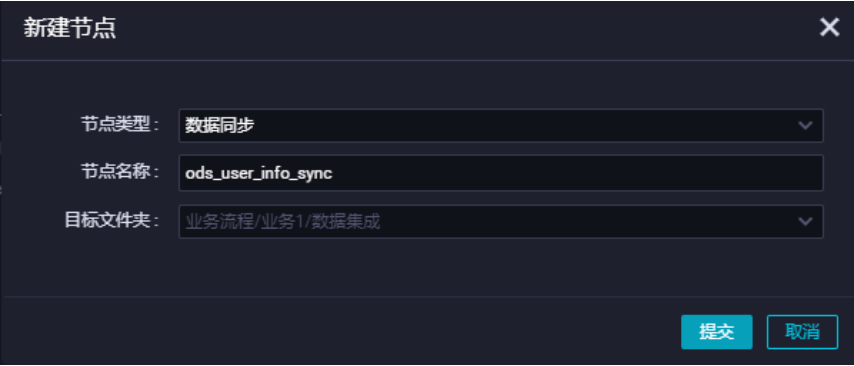 新建节点
节点类型： 数据同步
节点名称： ods_user_info_sync
目标文件夹： 业务流程/业务1/数据集成
提交 取消